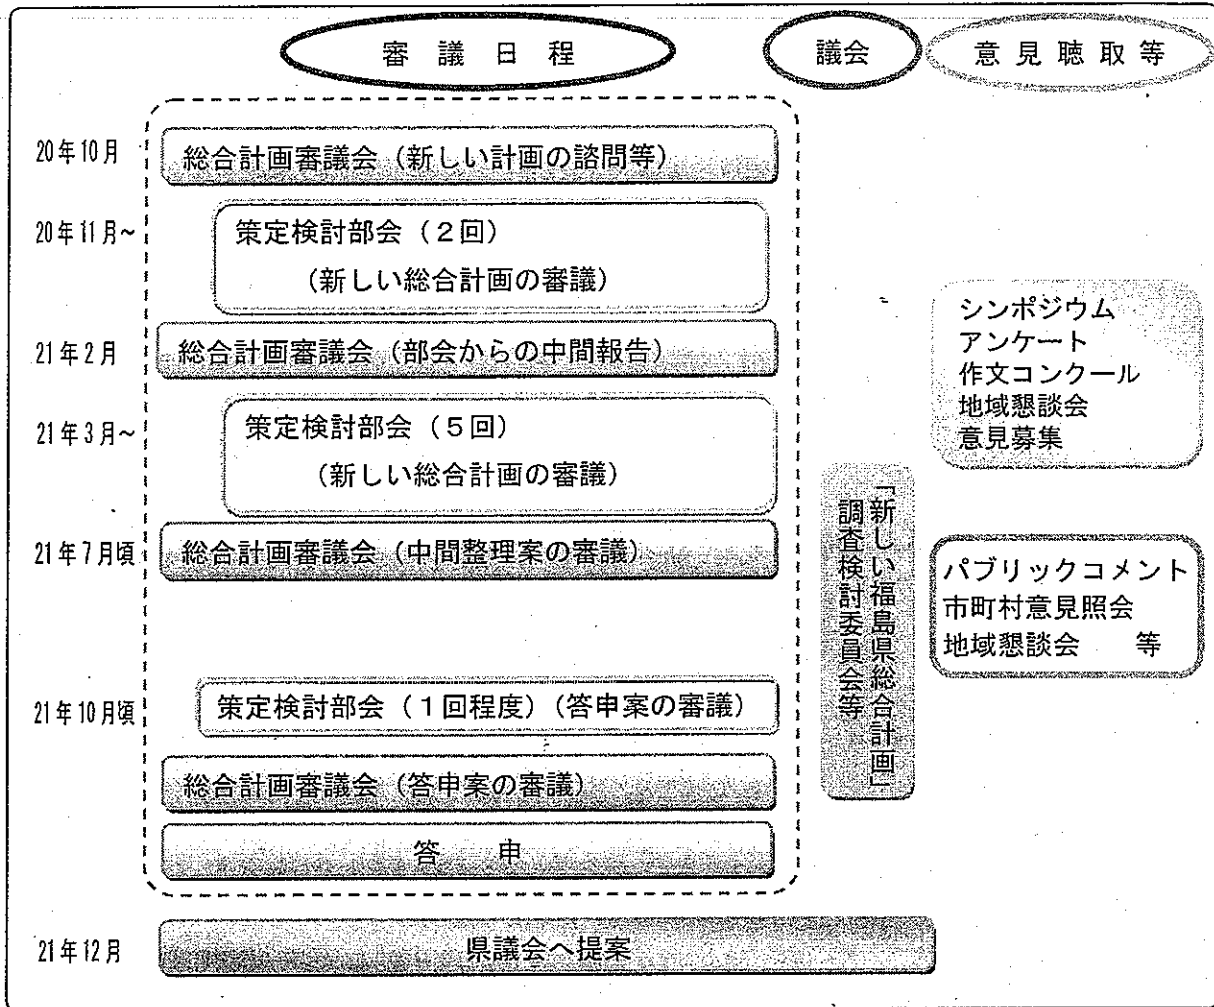 審議日程
議会
意見聴取等
20年10月
総合計画審議会（新しい計画の諮問等）
20年11月～
策定検討部会（２回）
（新しい総合計画の審議）
21年2月
総合計画審議会（部会からの中間報告）
21年3月～
策定検討部会（５回）
（新しい総合計画の審議）
21年7月頃
総合計画審議会（中間整理案の審議）
21年10月頃
策定検討部会（１回程度）（答申案の審議）
総合計画審議会（答申案の審議）
答申
21年12月
県議会へ提案
「新しい福島県総合計画」
調査検討委員会等
シンポジウム
アンケート
作文コンクール
地域懇談会
意見募集
パブリックコメント
市町村意見照会
地域懇談会　等